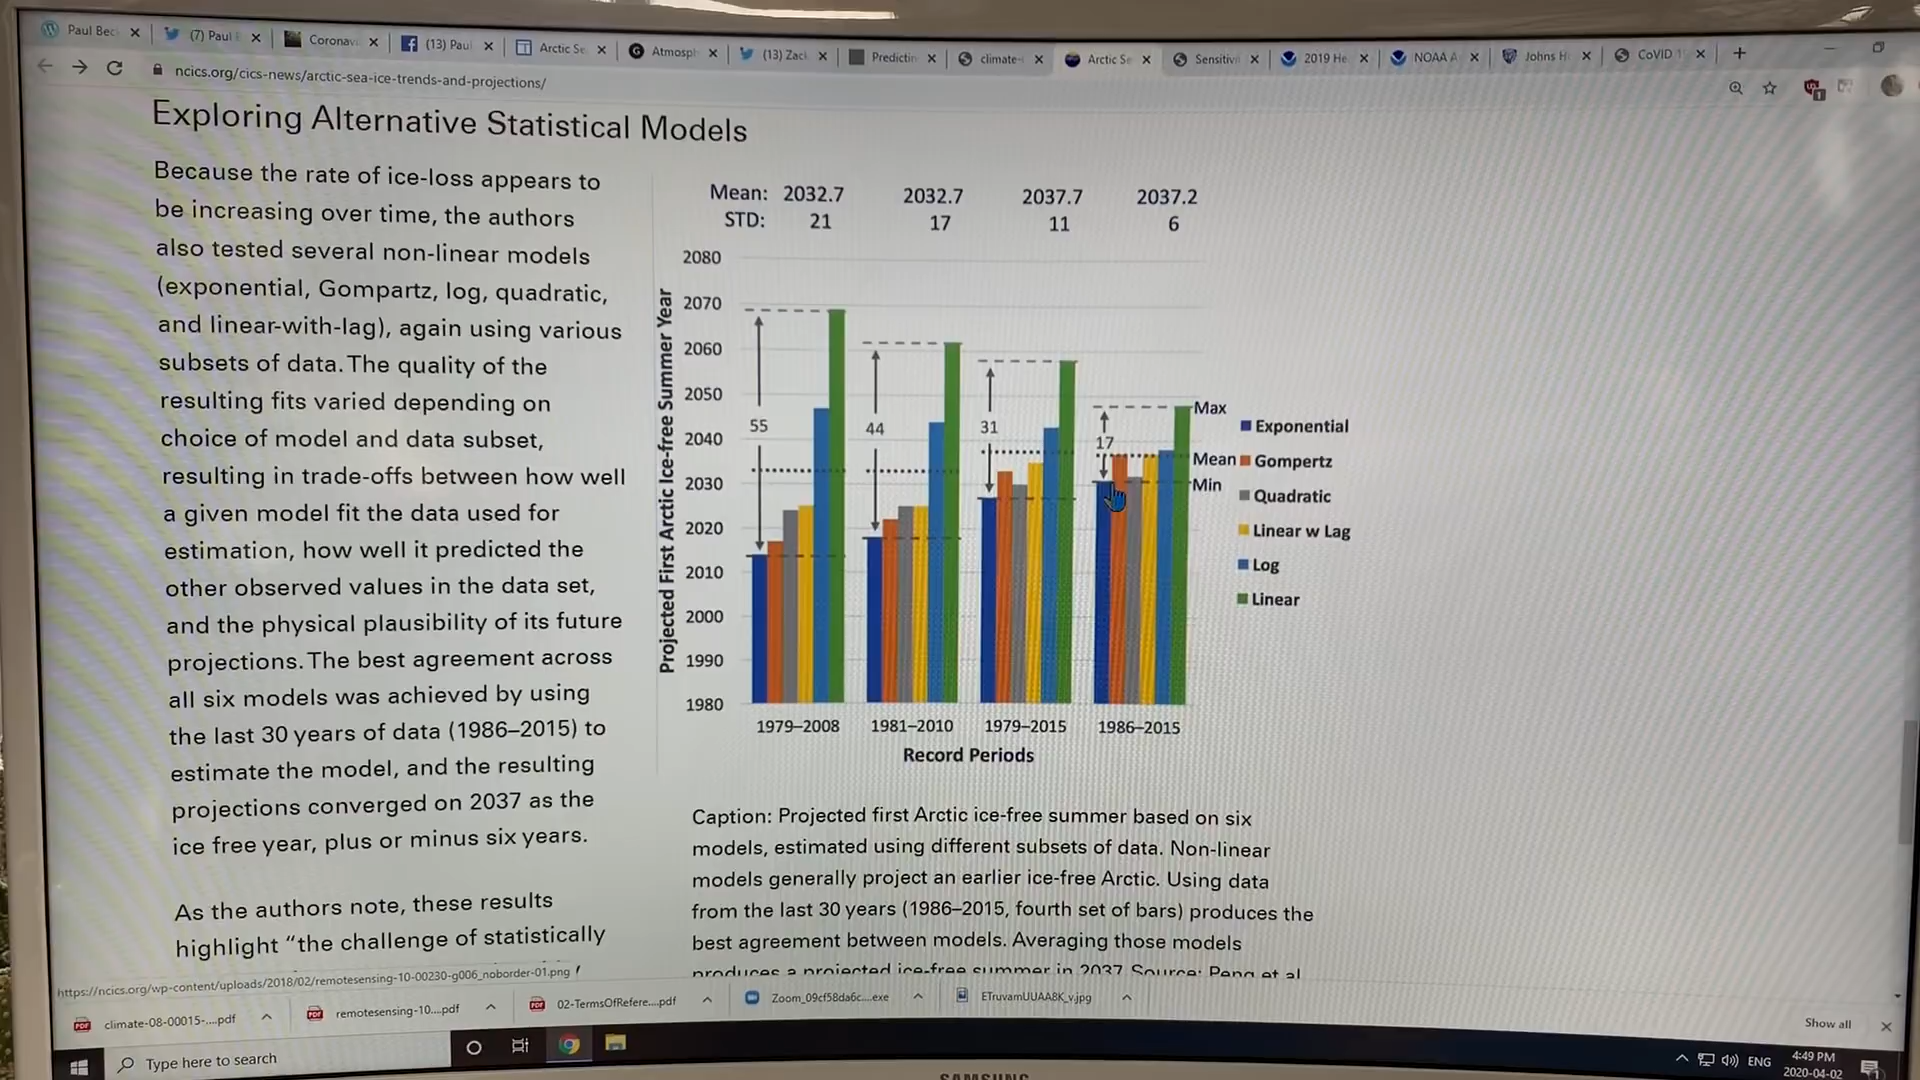 Paul Bec
(7) Paul
Coronav
(13) Paul
Arctic Se
Atmosph
(13) Zack
Predictin
climate-
Arctic Se
Sensitivi
2019 He
NOAA A
Johns H
CoVID 1
ncics.org/cics-news/arctic-sea-ice-trends-and-projections/
Exploring Alternative Statistical Models
Because the rate of ice-loss appears to
be increasing over time, the authors
also tested several non-linear models
(exponential, Gompartz, log, quadratic,
and linear-with-lag), again using various
subsets of data. The quality of the
resulting fits varied depending on
choice of model and data subset,
resulting in trade-offs between how well
a given model fit the data used for
estimation, how well it predicted the
other observed values in the data set,
and the physical plausibility of its future
projections. The best agreement across
all six models was achieved by using
the last 30 years of data (1986–2015) to
estimate the model, and the resulting
projections converged on 2037 as the
ice free year, plus or minus six years.
As the authors note, these results
highlight “the challenge of statistically
Mean: 2032.7 2032.7 2037.7 2037.2
STD: 21 17 11 6
Projected First Arctic Ice-free Summer Year
2080
2070
2060
2050
2040
2030
2020
2010
2000
1990
1980
55
44
31
17
Max
Mean
Min
Exponential
Gompertz
Quadratic
Linear w Lag
Log
Linear
1979–2008 1981–2010 1979–2015 1986–2015
Record Periods
Caption: Projected first Arctic ice-free summer based on six
models, estimated using different subsets of data. Non-linear
models generally project an earlier ice-free Arctic. Using data
from the last 30 years (1986–2015, fourth set of bars) produces the
best agreement between models. Averaging those models
produces a projected ice-free summer in 2037. Source: Peng et al
https://ncics.org/wp-content/uploads/2018/02/remotesensing-10-00230-g006_noborder-01.png
climate-08-00015-....pdf
remotesensing-10....pdf
02-TermsOfRefere....pdf
Zoom_09cf58da6c....exe
ETruvamUUAA8K_v.jpg
Show all
Type here to search
ENG
4:49 PM
2020-04-02
SAMSUNG